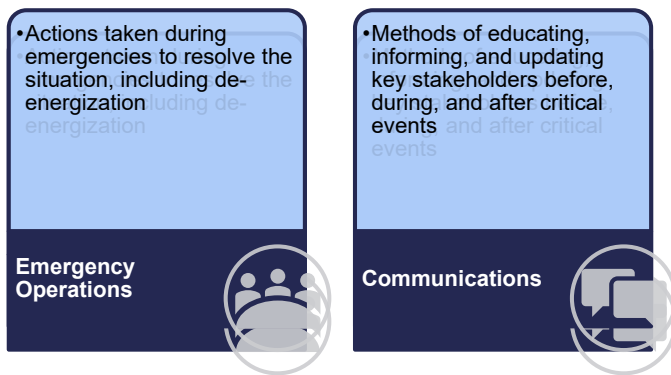 •Actions taken during
emergencies to resolve the
situation, including de-
energization
Emergency
Operations
•Methods of educating,
informing, and updating
key stakeholders before,
during, and after critical
events
Communications